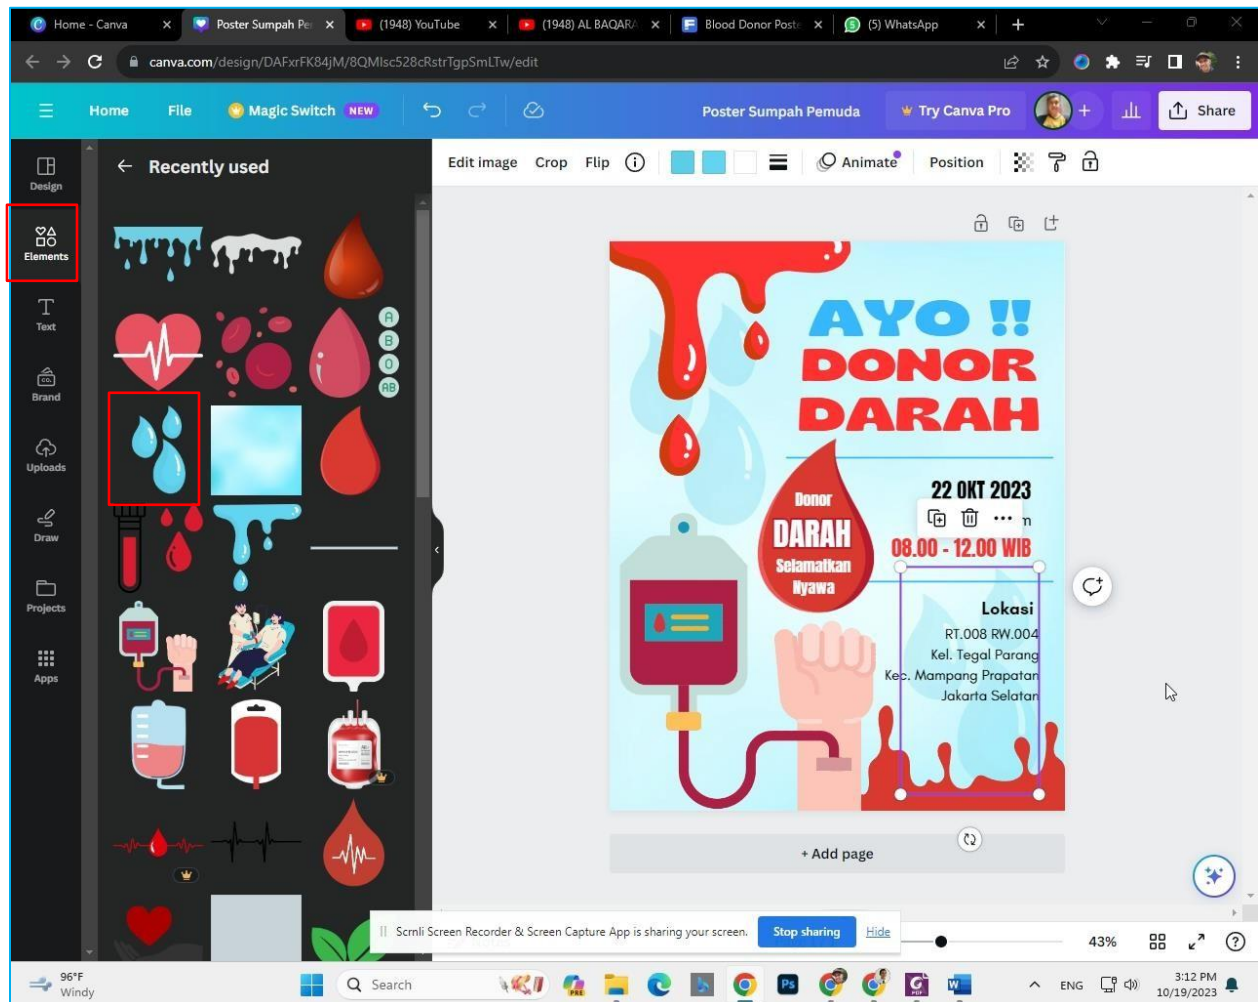 Home - Canva
Poster Sumpah Pe
(1948) YouTube
(1948) AL BAQARA
Blood Donor Poste
(5) WhatsApp
canva.com/design/DAFxrFK84jM/8QMlsc528cRstrTgpSmLTw/edit
Home
File
Magic Switch
NEW
Poster Sumpah Pemuda
Try Canva Pro
Share
Design
Elements
Text
Brand
CO.
Uploads
Draw
Projects
Apps
Recently used
A
B
O
AB
Edit image
Crop
Flip
Animate
Position
AYO !!
DONOR
DARAH
Donor
DARAH
Selamatkan
Nyawa
22 OKT 2023
m
08.00 - 12.00 WIB
Lokasi
RT.008 RW.004
Kel. Tegal Parang
Kec. Mampang Prapatan
Jakarta Selatan
+ Add page
Scrnli Screen Recorder & Screen Capture App is sharing your screen.
Stop sharing
Hide
43%
96°F
Windy
Search
PRE
Ps
ENG
3:12 PM
10/19/2023